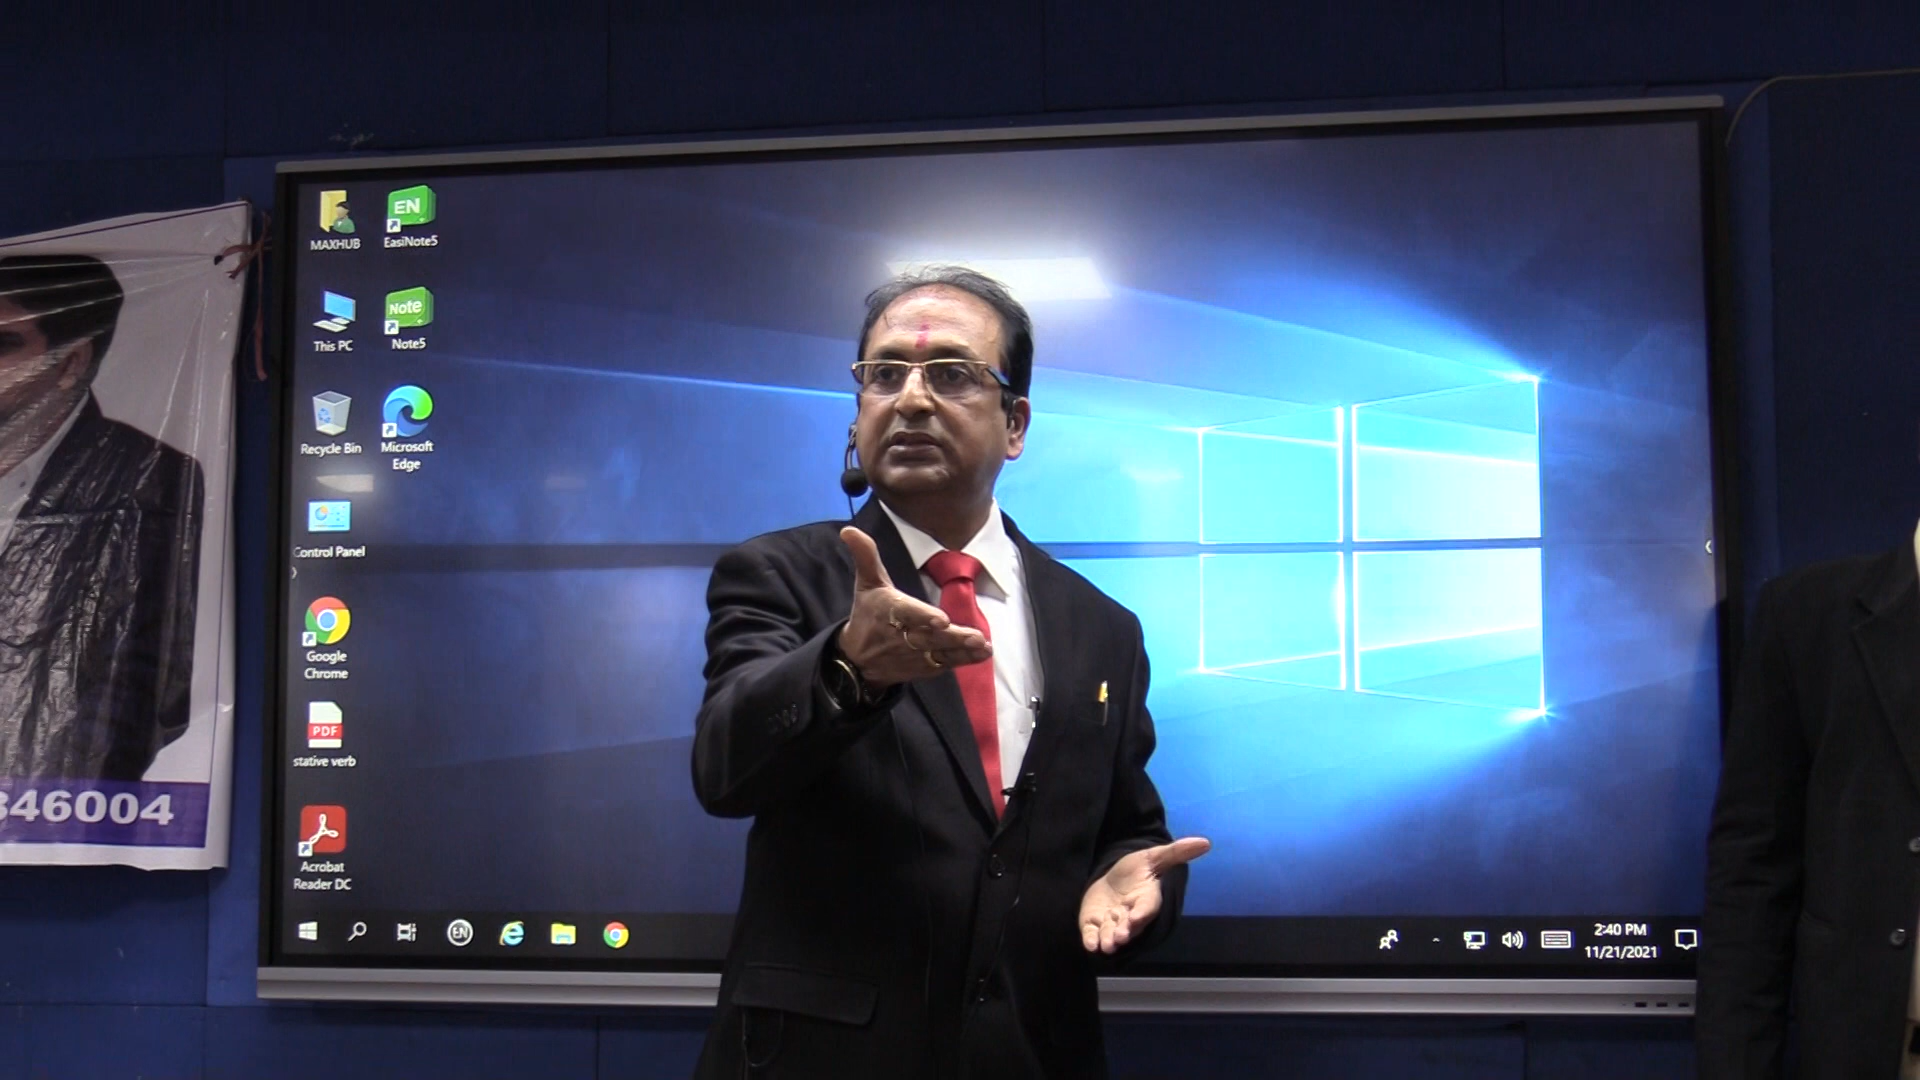 MAXHUB
EN
EasiNote5
This PC
Note
Note5
Recycle Bin
Microsoft
Edge
Control Panel
Google
Chrome
PDF
stative verb
Acrobat
Reader DC
EN
2:40 PM
11/21/2021
346004